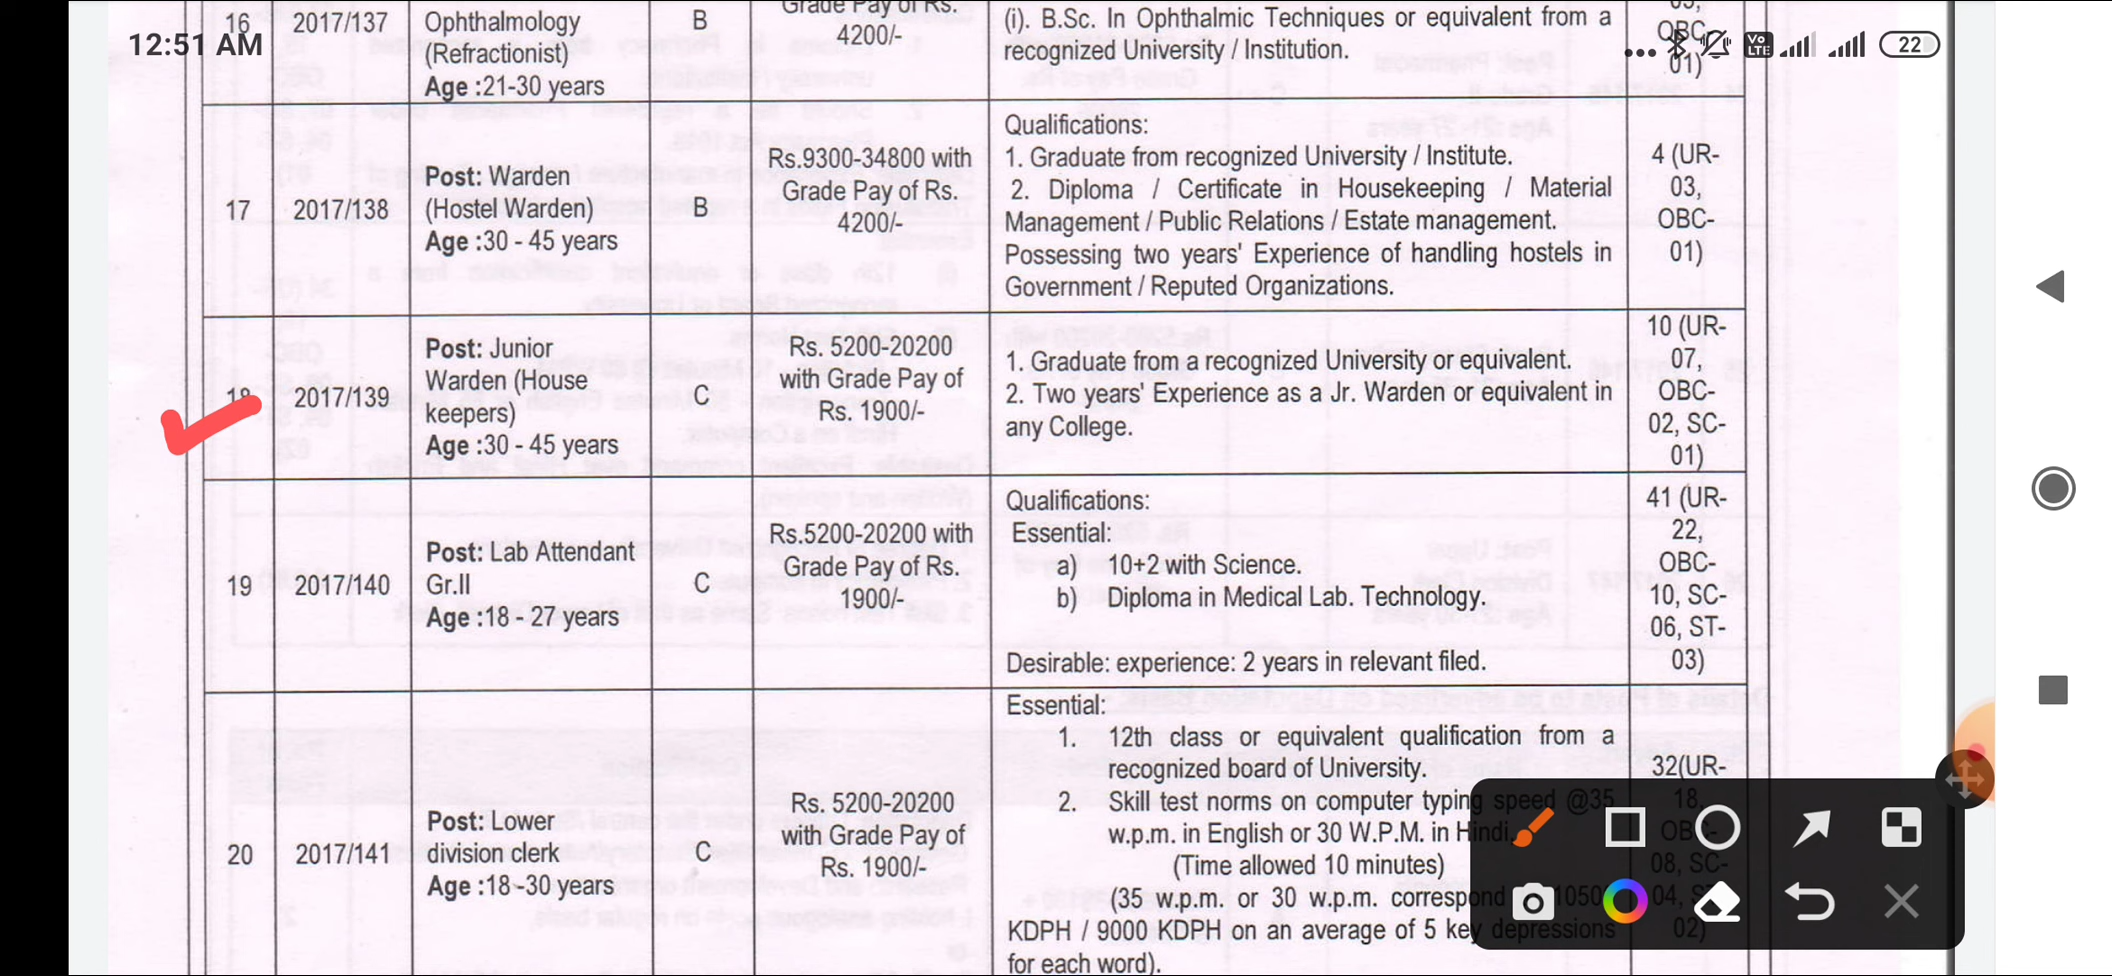 12:51 AM
Vo LTE
22
16
2017/137
Ophthalmology
(Refractionist)
Age :21-30 years
B
Grade Pay of Rs.
4200/-
(i). B.Sc. In Ophthalmic Techniques or equivalent from a
recognized University / Institution.
OBC-
01)
17
2017/138
Post: Warden
(Hostel Warden)
Age :30 - 45 years
B
Rs.9300-34800 with
Grade Pay of Rs.
4200/-
Qualifications:
1. Graduate from recognized University / Institute.
2. Diploma / Certificate in Housekeeping / Material
Management / Public Relations / Estate management.
Possessing two years' Experience of handling hostels in
Government / Reputed Organizations.
4 (UR-
03,
OBC-
01)
18
2017/139
Post: Junior
Warden (House
keepers)
Age :30 - 45 years
C
Rs. 5200-20200
with Grade Pay of
Rs. 1900/-
1. Graduate from a recognized University or equivalent.
2. Two years' Experience as a Jr. Warden or equivalent in
any College.
10 (UR-
07,
OBC-
02, SC-
01)
19
2017/140
Post: Lab Attendant
Gr.II
Age :18 - 27 years
C
Rs.5200-20200 with
Grade Pay of Rs.
1900/-
Qualifications:
Essential:
a) 10+2 with Science.
b) Diploma in Medical Lab. Technology.
Desirable: experience: 2 years in relevant filed.
41 (UR-
22,
OBC-
10, SC-
06, ST-
03)
20
2017/141
Post: Lower
division clerk
Age :18 -30 years
C
Rs. 5200-20200
with Grade Pay of
Rs. 1900/-
Essential:
1. 12th class or equivalent qualification from a
recognized board of University.
2. Skill test norms on computer typing speed @35
w.p.m. in English or 30 W.P.M. in Hindi.
(Time allowed 10 minutes)
(35 w.p.m. or 30 w.p.m. correspond 1050
KDPH / 9000 KDPH on an average of 5 key depressions
for each word).
32(UR-
18,
08, SC-
04,
02)